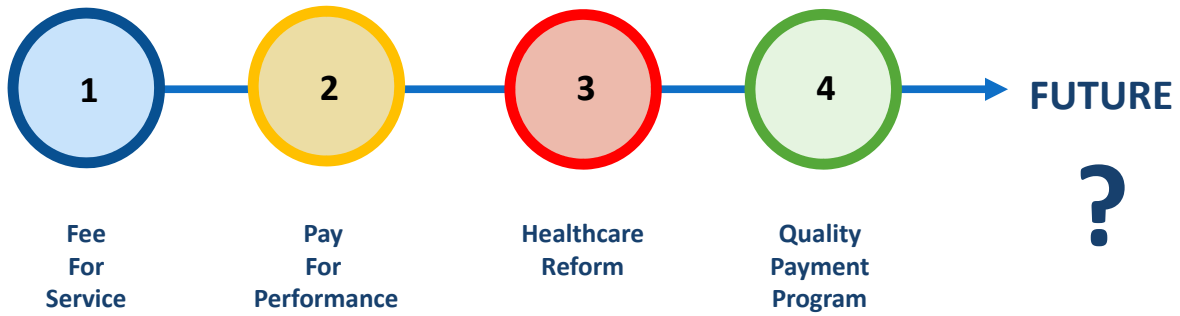 1
2
3
4
FUTURE
?
Fee
For
Service
Pay
For
Performance
Healthcare
Reform
Quality
Payment
Program